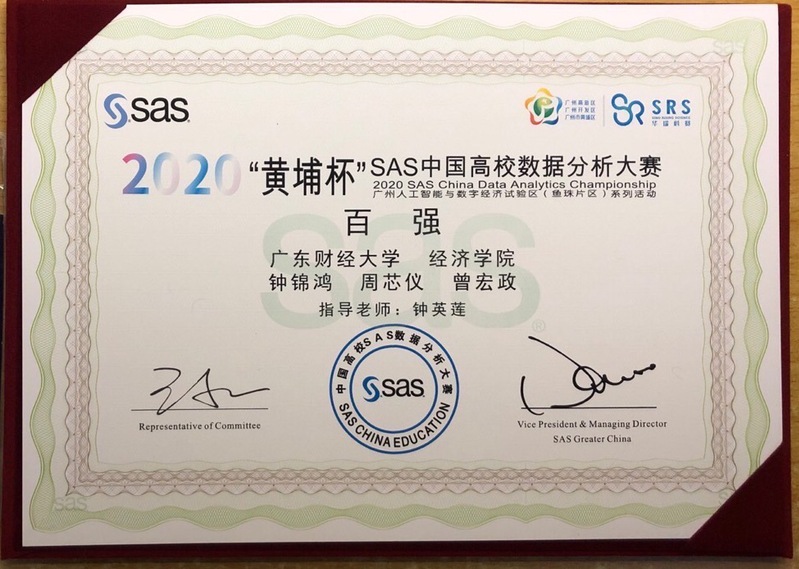 sas
广州高新区
广州开发区
广州市黄埔区
SRS
华瑞科研
2020 “黄埔杯” SAS中国高校数据分析大赛
2020 SAS China Data Analytics Championship
广州人工智能与数字经济试验区（鱼珠片区）系列活动
百 强
广东财经大学 经济学院
钟锦鸿 周芯仪 曾宏政
指导老师：钟英莲
中国高校SAS数据分析大赛
sas
SAS CHINA EDUCATION
Representative of Committee
Vice President & Managing Director
SAS Greater China